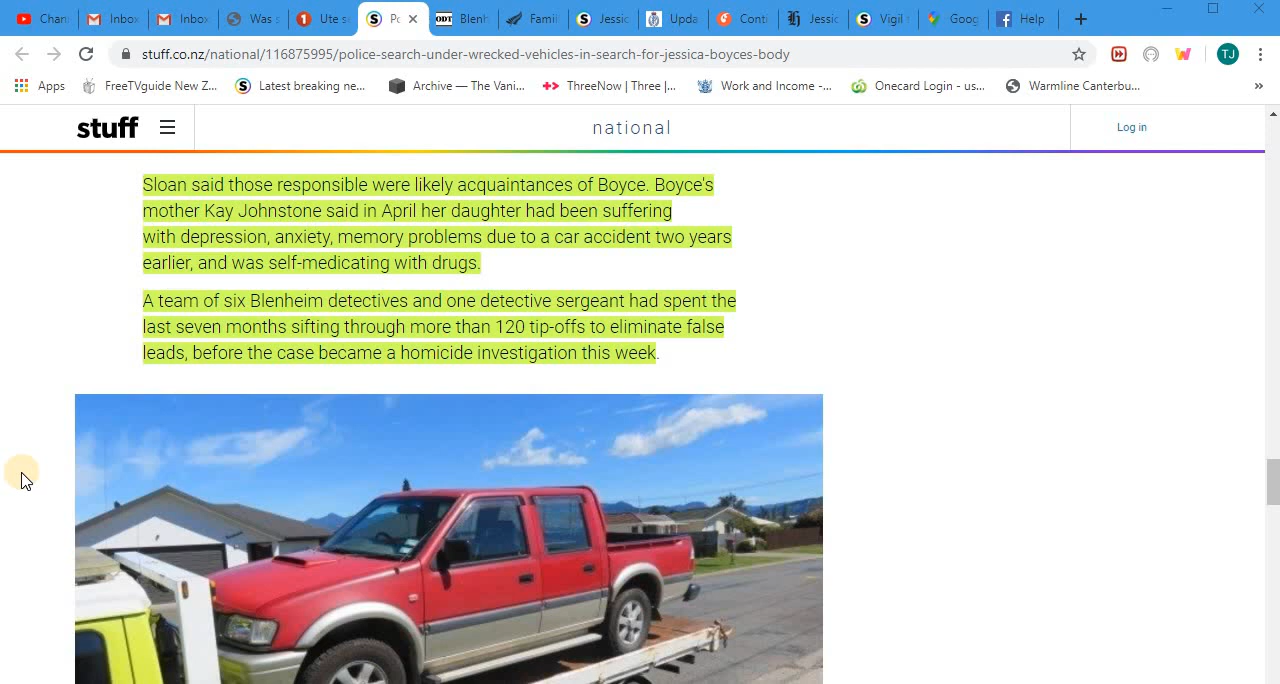 Chan
Inbo
Inbo
Was s
Ute s
Po
ODT Blenh
Famil
Jessic
Upda
Conti
Jessic
Vigil
Goog
Help
stuff.co.nz/national/116875995/police-search-under-wrecked-vehicles-in-search-for-jessica-boyces-body
TJ
Apps
FreeTVguide New Z...
Latest breaking ne...
Archive — The Vani...
ThreeNow | Three |...
Work and Income -...
Onecard Login - us...
Warmline Canterbu...
stuff
national
Log in
Sloan said those responsible were likely acquaintances of Boyce. Boyce's
mother Kay Johnstone said in April her daughter had been suffering
with depression, anxiety, memory problems due to a car accident two years
earlier, and was self-medicating with drugs.
A team of six Blenheim detectives and one detective sergeant had spent the
last seven months sifting through more than 120 tip-offs to eliminate false
leads, before the case became a homicide investigation this week.